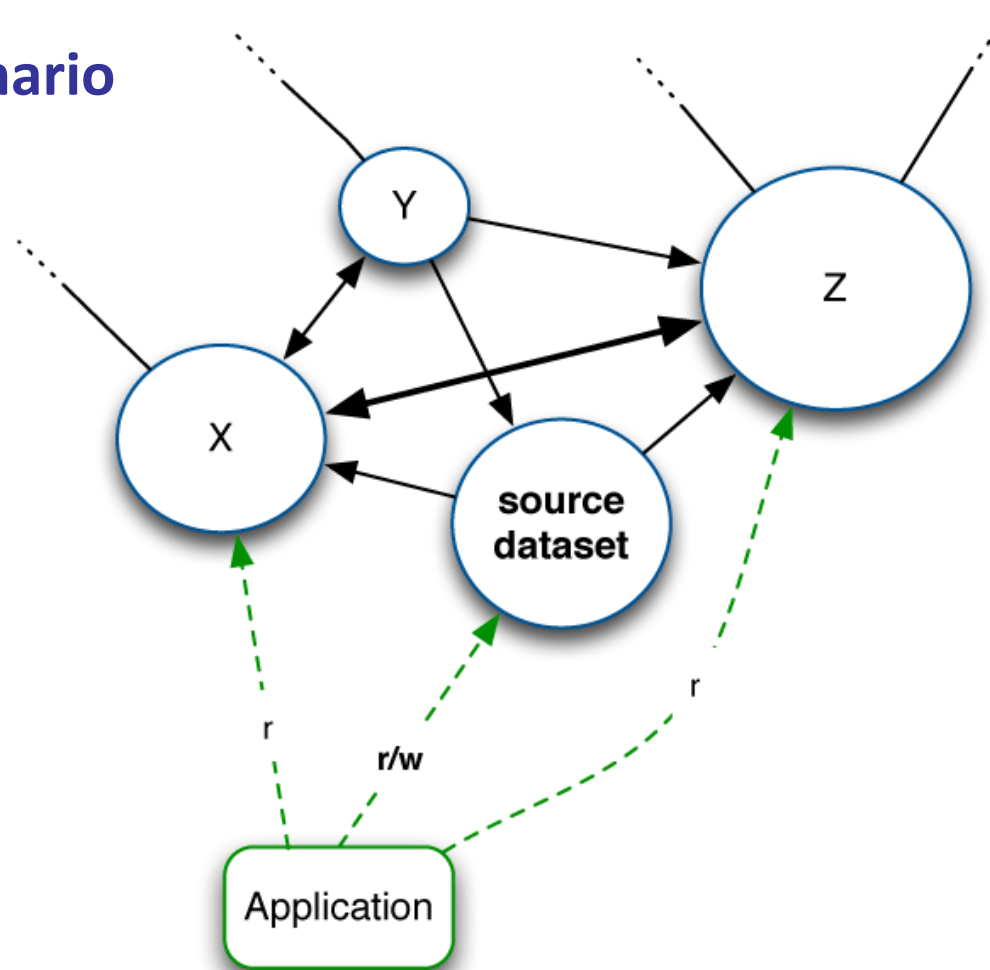 nario
Y
Z
X
source
dataset
r
r
r/w
Application